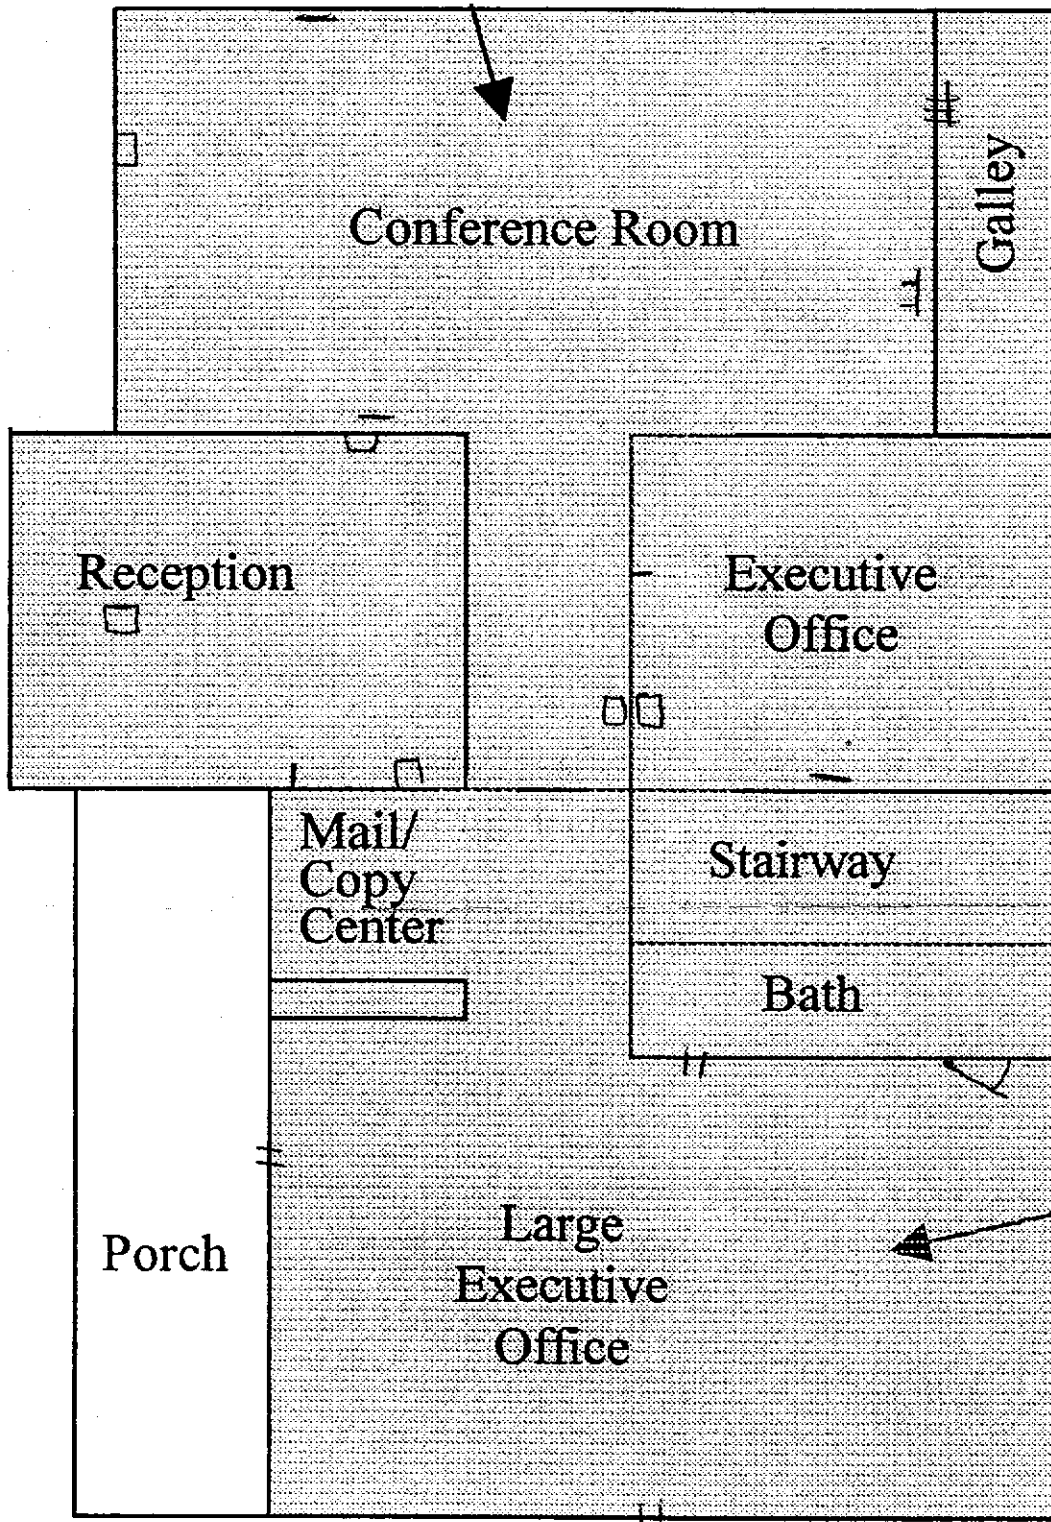 Conference Room
Galley
Reception
Executive
Office
Mail/
Copy
Center
Stairway
Bath
Porch
Large
Executive
Office